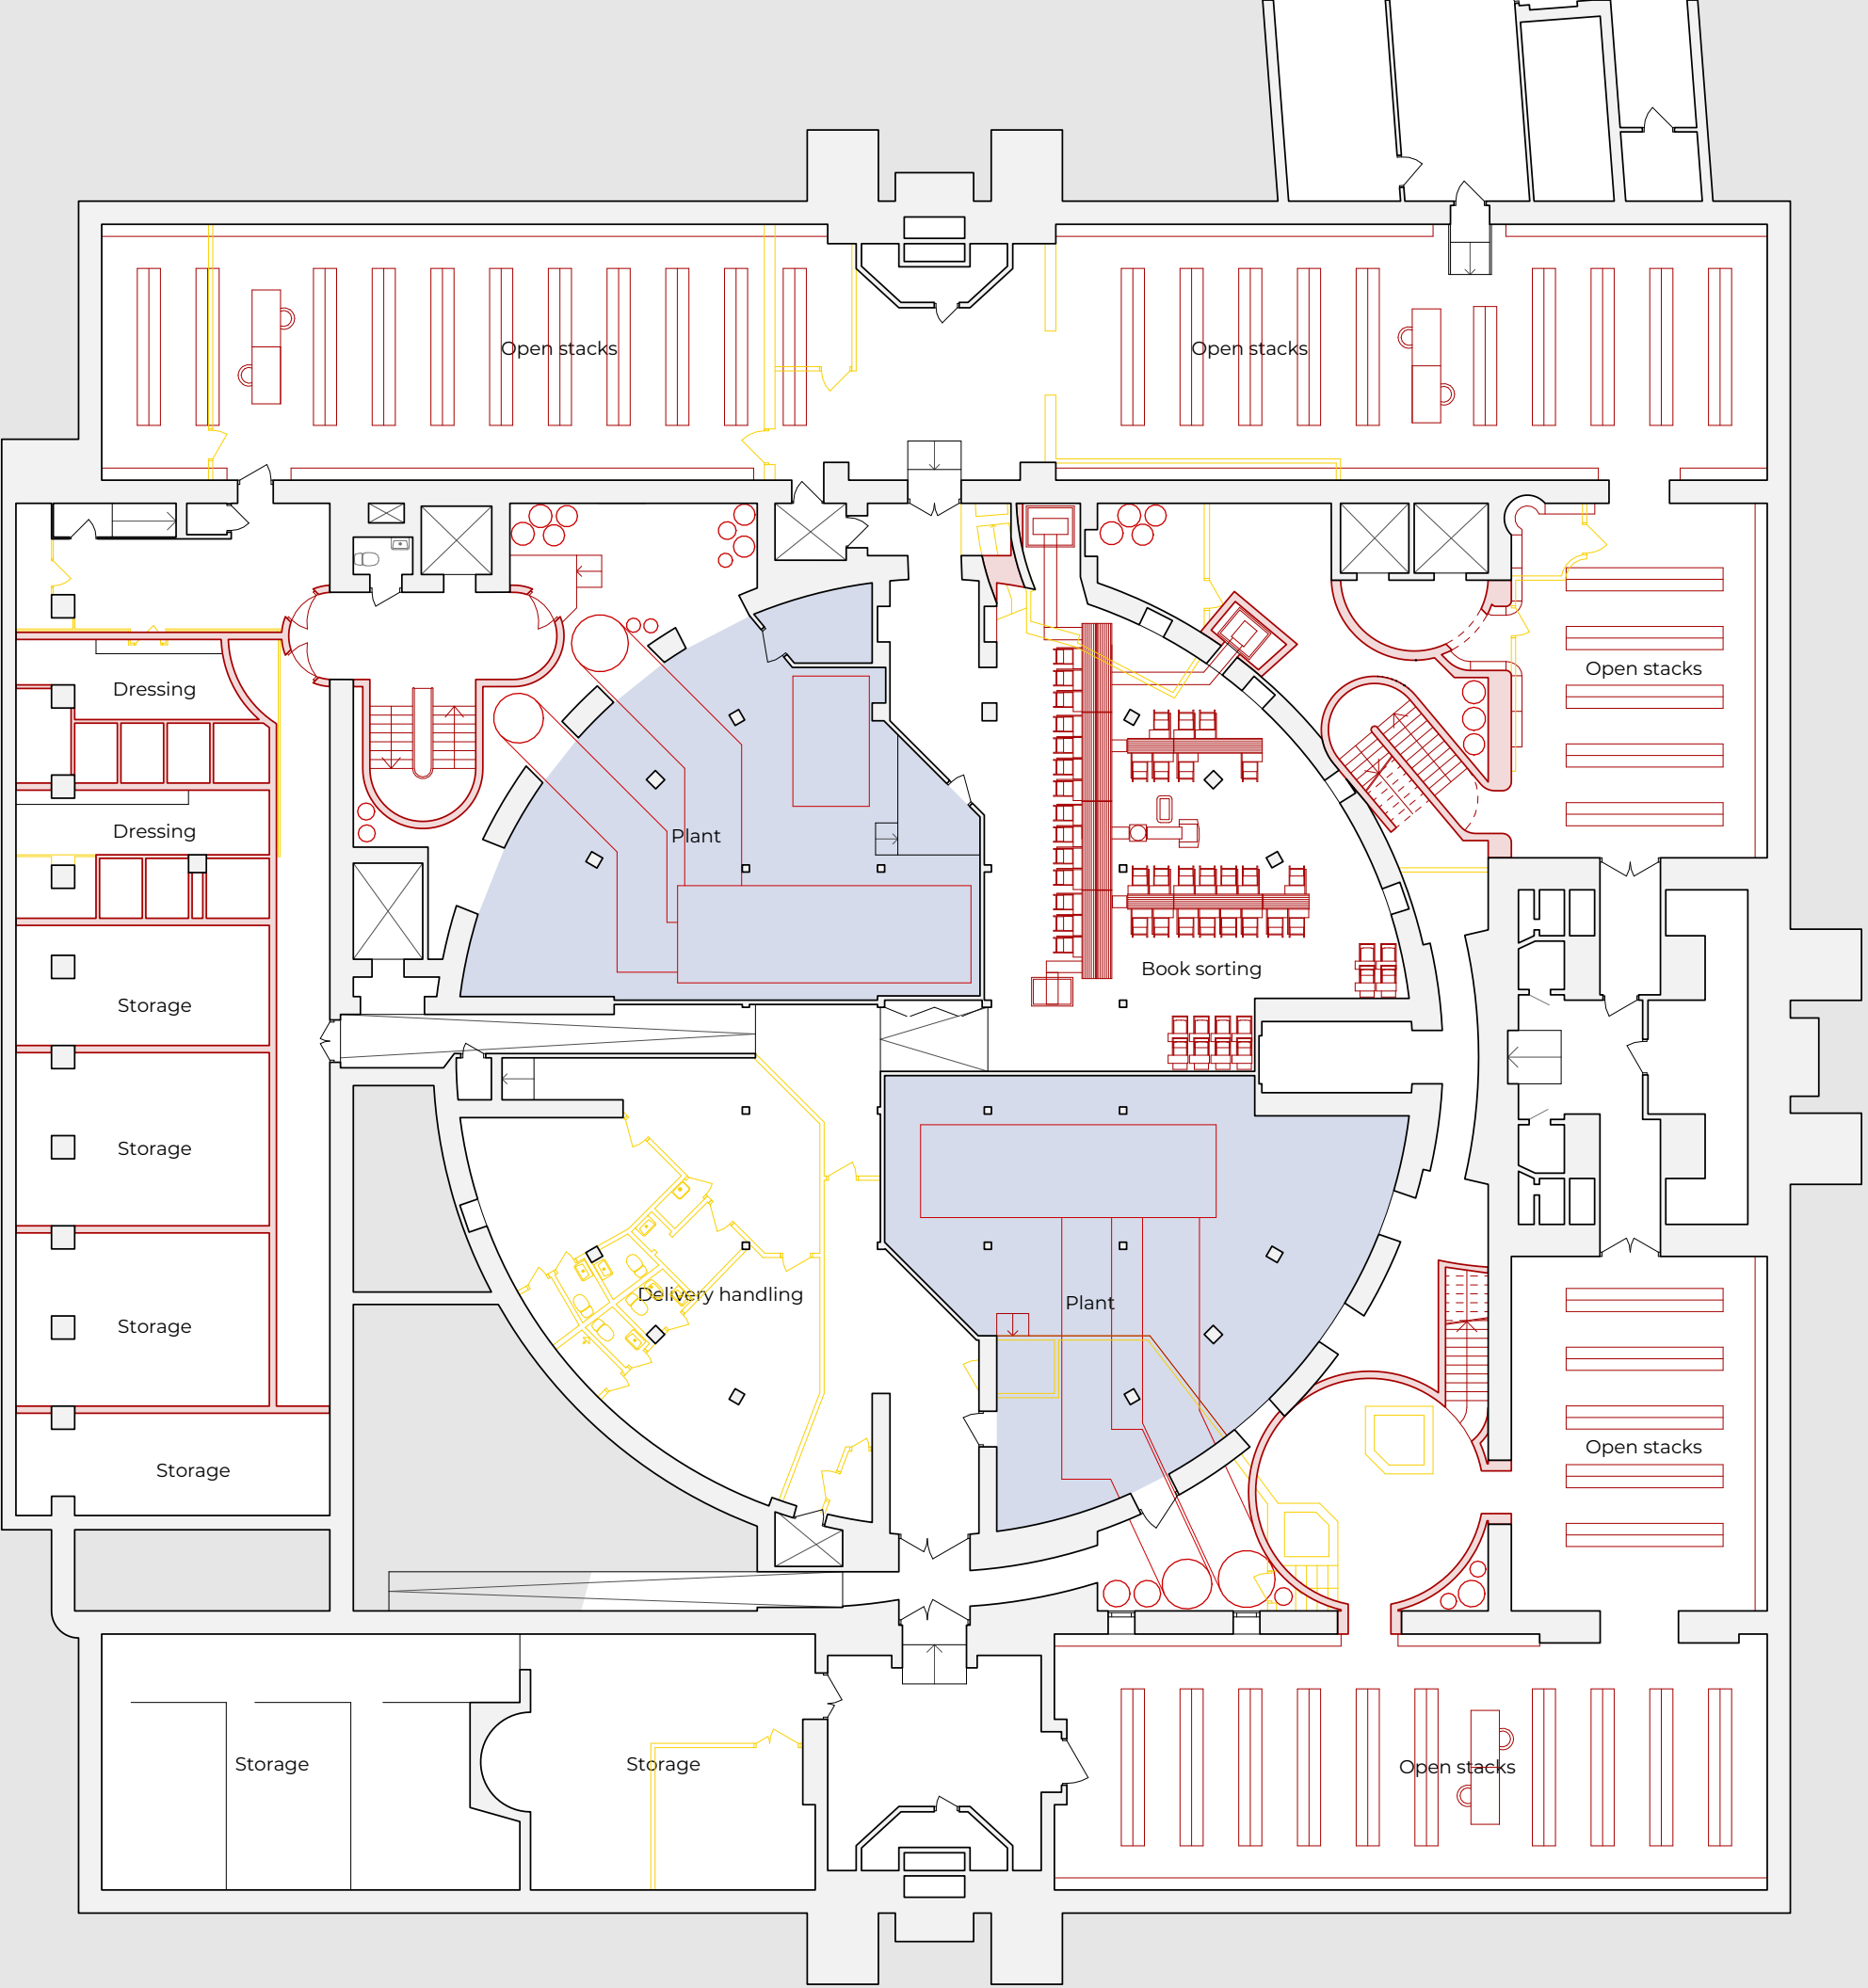 Open stacks
Open stacks
Open stacks
Dressing
Dressing
Plant
Book sorting
Storage
Storage
Delivery handling
Plant
Storage
Open stacks
Storage
Storage
Storage
Open stacks